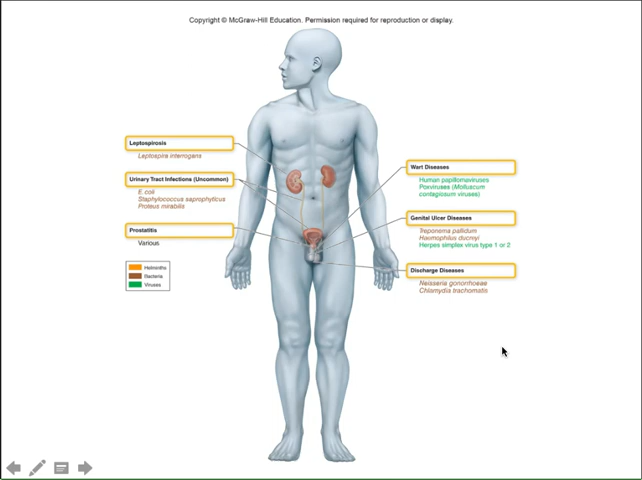 Copyright © McGraw-Hill Education. Permission required for reproduction or display.
Leptospirosis
Leptospira interrogans
Urinary Tract Infections (Uncommon)
E. coli
Staphylococcus saprophyticus
Proteus mirabilis
Prostatitis
Various
Helminths
Bacteria
Viruses
Wart Diseases
Human papillomaviruses
Poxviruses (Molluscum
contagiosum viruses)
Genital Ulcer Diseases
Treponema pallidum
Haemophilus ducreyi
Herpes simplex virus type 1 or 2
Discharge Diseases
Neisseria gonorrhoeae
Chlamydia trachomatis